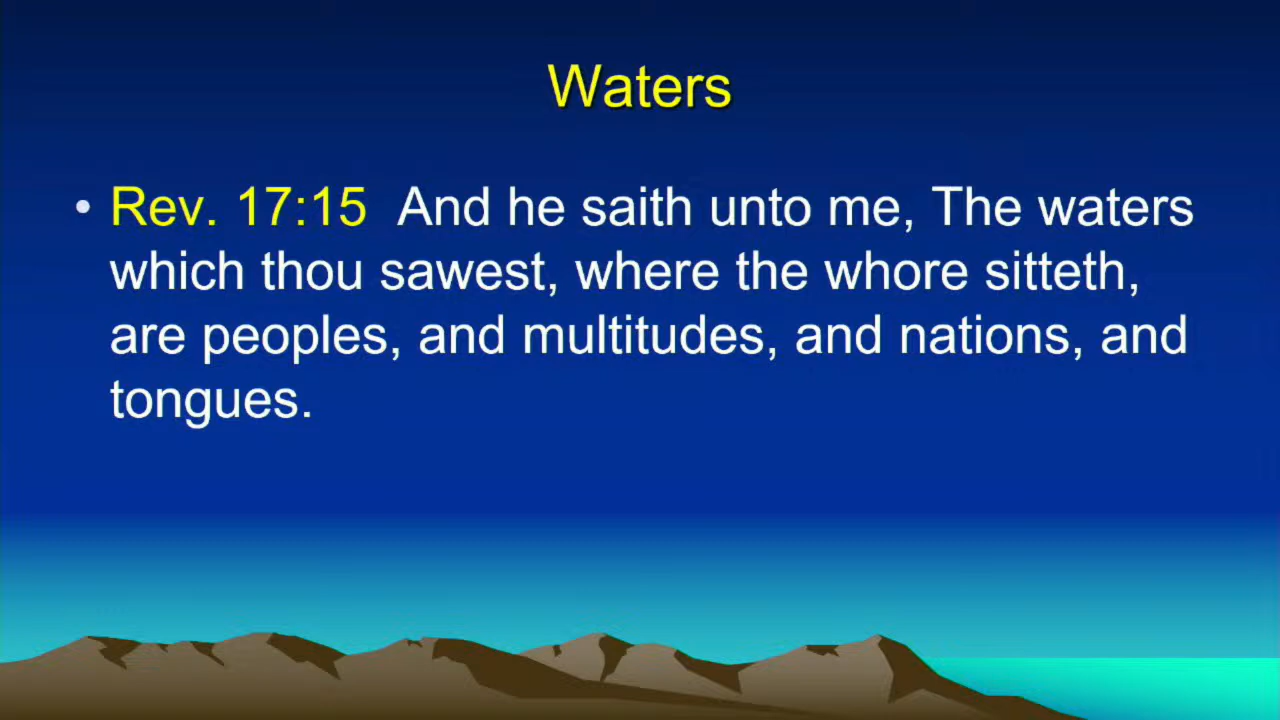 Waters
• Rev. 17:15 And he saith unto me, The waters
which thou sawest, where the whore sitteth,
are peoples, and multitudes, and nations, and
tongues.